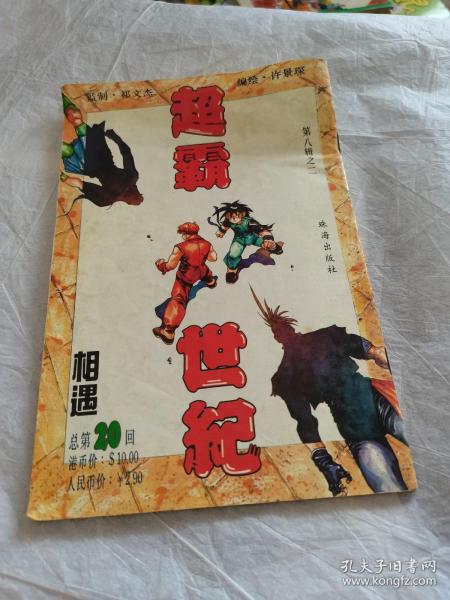 监制·祁文杰
编绘·许景琛
超霸世纪
第八辑之二
珠海出版社
相遇
总第20回
港币价：$10.00
人民币价：￥2.90
孔夫子旧书网
www.kongfz.com